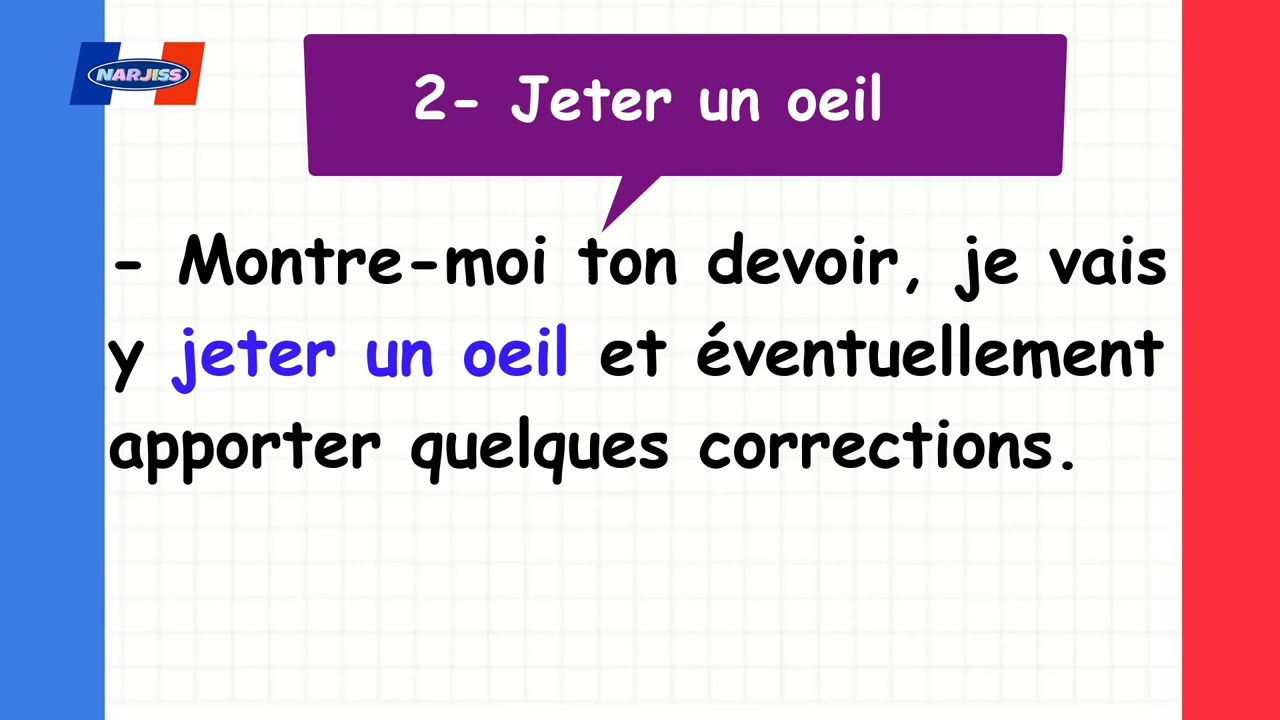 NARJISS
2- Jeter un oeil
- Montre-moi ton devoir, je vais
y jeter un oeil et éventuellement
apporter quelques corrections.